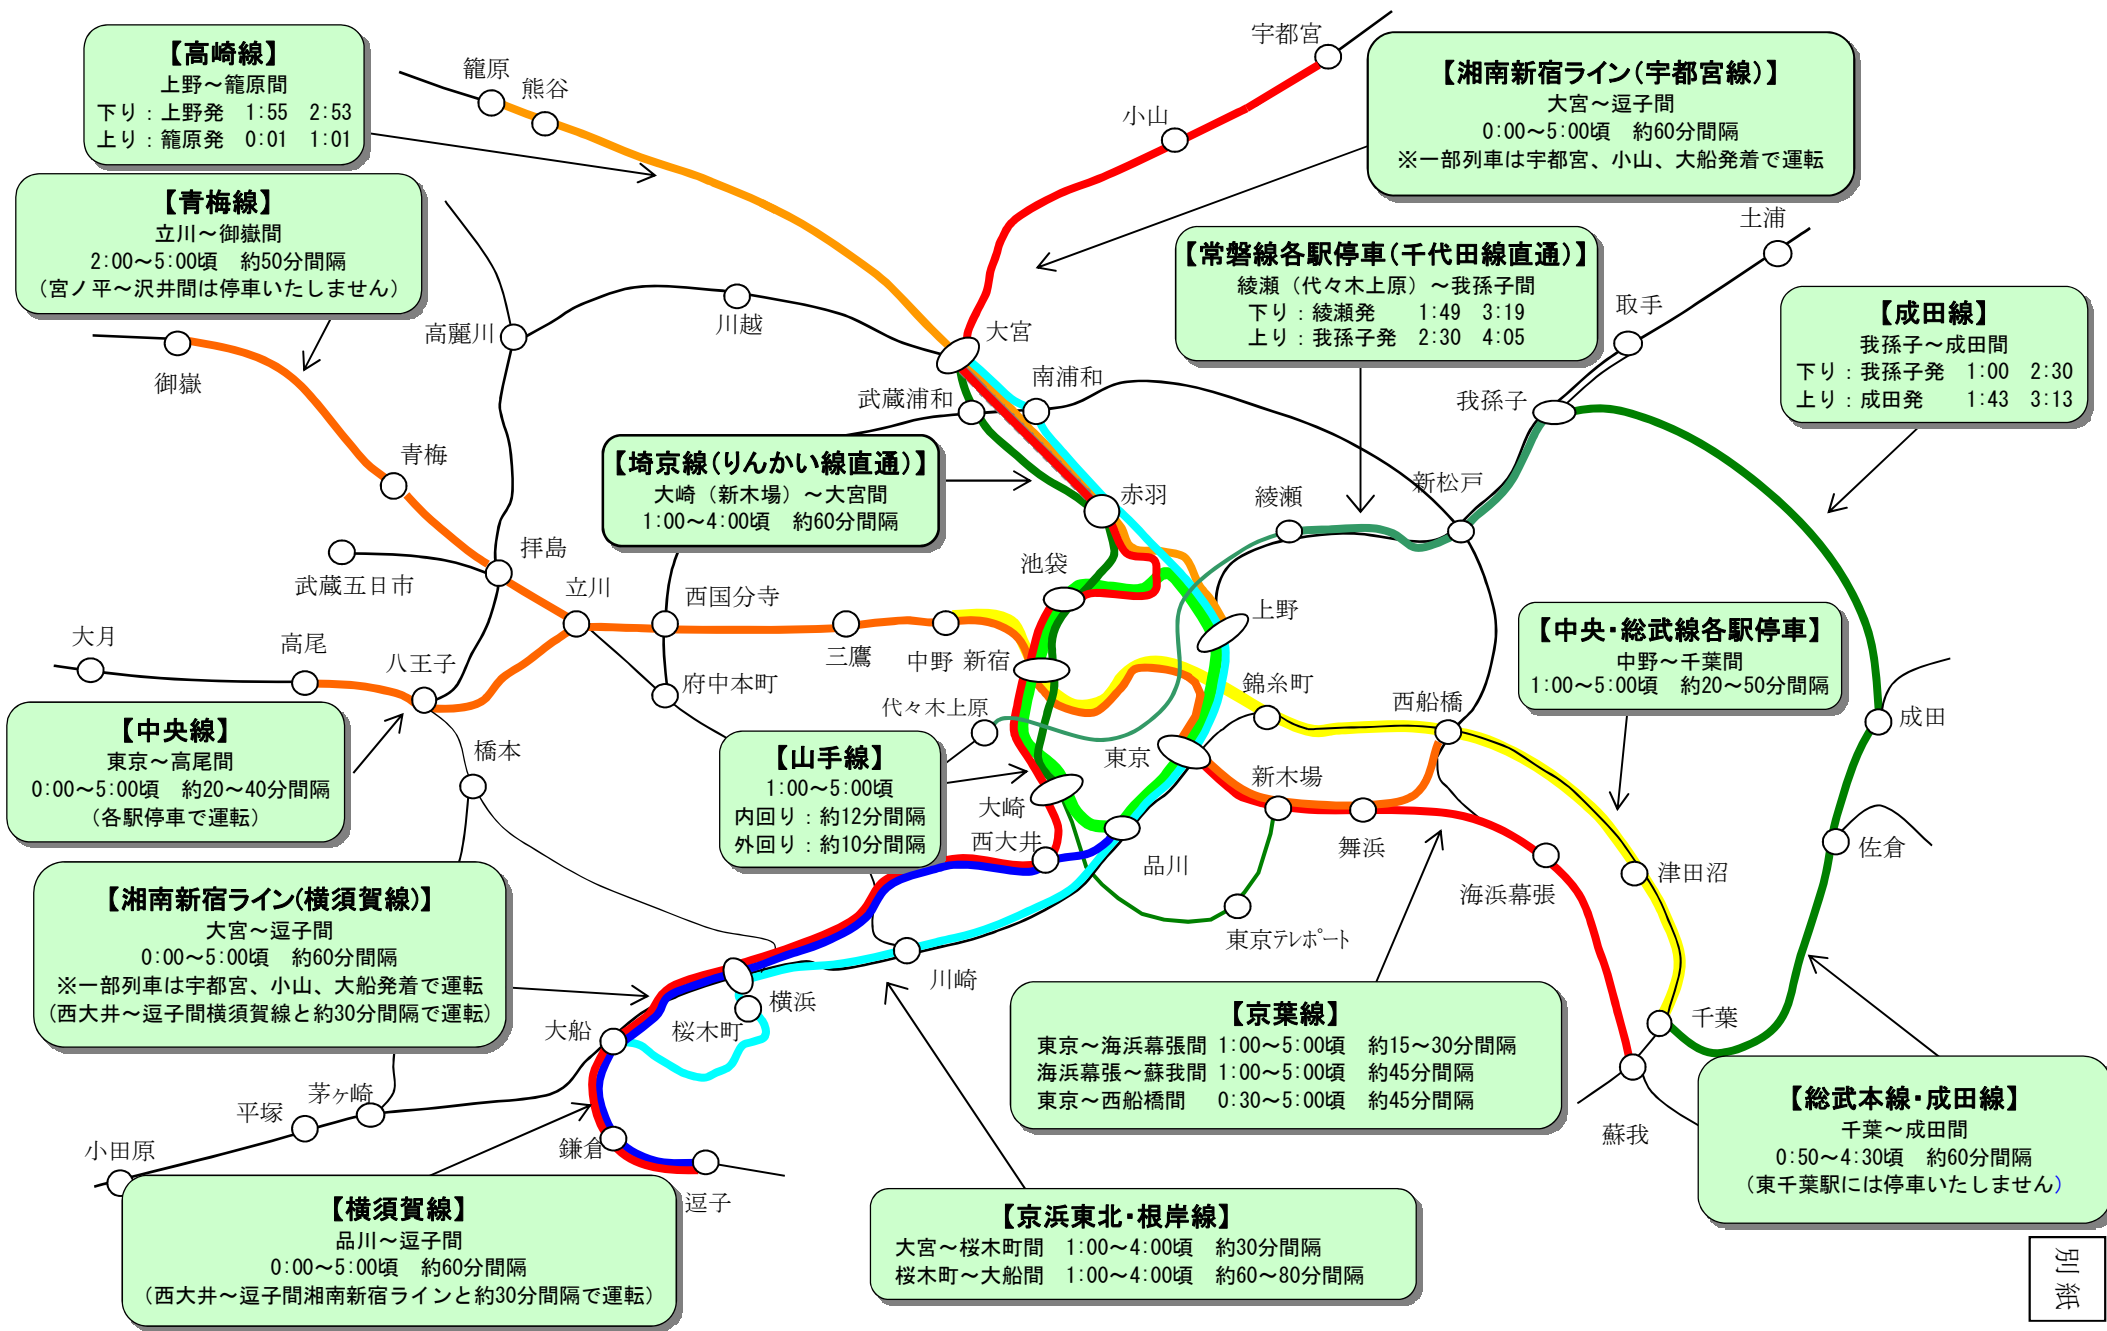 【高崎線】
上野～籠原間
下り：上野発　1:55　2:53
上り：籠原発　0:01　1:01
【青梅線】
立川～御嶽間
2:00～5:00頃　約50分間隔
（宮ノ平～沢井間は停車いたしません）
【湘南新宿ライン（宇都宮線）】
大宮～逗子間
0:00～5:00頃　約60分間隔
※一部列車は宇都宮、小山、大船発着で運転
【常磐線各駅停車（千代田線直通）】
綾瀬（代々木上原）～我孫子間
下り：綾瀬発　1:49　3:19
上り：我孫子発　2:30　4:05
【成田線】
我孫子～成田間
下り：我孫子発　1:00　2:30
上り：成田発　1:43　3:13
【埼京線（りんかい線直通）】
大崎（新木場）～大宮間
1:00～4:00頃　約60分間隔
【中央・総武線各駅停車】
中野～千葉間
1:00～5:00頃　約20～50分間隔
【中央線】
東京～高尾間
0:00～5:00頃　約20～40分間隔
（各駅停車で運転）
【山手線】
1:00～5:00頃
内回り：約12分間隔
外回り：約10分間隔
【湘南新宿ライン(横須賀線)】
大宮～逗子間
0:00～5:00頃　約60分間隔
※一部列車は宇都宮、小山、大船発着で運転
（西大井～逗子間横須賀線と約30分間隔で運転）
【京葉線】
東京～海浜幕張間 1:00～5:00頃　約15～30分間隔
海浜幕張～蘇我間 1:00～5:00頃　約45分間隔
東京～西船橋間　0:30～5:00頃　約45分間隔
【総武本線・成田線】
千葉～成田間
0:50～4:30頃　約60分間隔
（東千葉駅には停車いたしません）
【横須賀線】
品川～逗子間
0:00～5:00頃　約60分間隔
（西大井～逗子間湘南新宿ラインと約30分間隔で運転）
【京浜東北・根岸線】
大宮～桜木町間　1:00～4:00頃　約30分間隔
桜木町～大船間　1:00～4:00頃　約60～80分間隔
別紙
籠原
熊谷
宇都宮
小山
土浦
取手
高麗川
川越
大宮
御嶽
武蔵浦和
南浦和
我孫子
青梅
赤羽
綾瀬
新松戸
拝島
武蔵五日市
立川
西国分寺
池袋
上野
大月
高尾
八王子
三鷹
中野
新宿
府中本町
代々木上原
錦糸町
西船橋
成田
橋本
東京
新木場
大崎
西大井
品川
舞浜
海浜幕張
津田沼
佐倉
東京テレポート
川崎
横浜
桜木町
大船
千葉
茅ヶ崎
平塚
小田原
鎌倉
逗子
蘇我